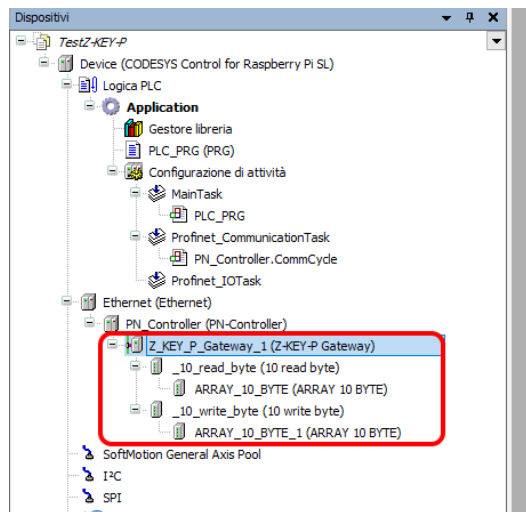 Dispositivi
TestZ-KEY-P
Device (CODESYS Control for Raspberry Pi SL)
Logica PLC
Application
Gestore libreria
PLC_PRG (PRG)
Configurazione di attività
MainTask
PLC_PRG
Profinet_CommunicationTask
PN_Controller.CommCycle
Profinet_IOTask
Ethernet (Ethernet)
PN_Controller (PN-Controller)
Z_KEY_P_Gateway_1 (Z-KEY-P Gateway)
_10_read_byte (10 read byte)
ARRAY_10_BYTE (ARRAY 10 BYTE)
_10_write_byte (10 write byte)
ARRAY_10_BYTE_1 (ARRAY 10 BYTE)
SoftMotion General Axis Pool
I²C
SPI